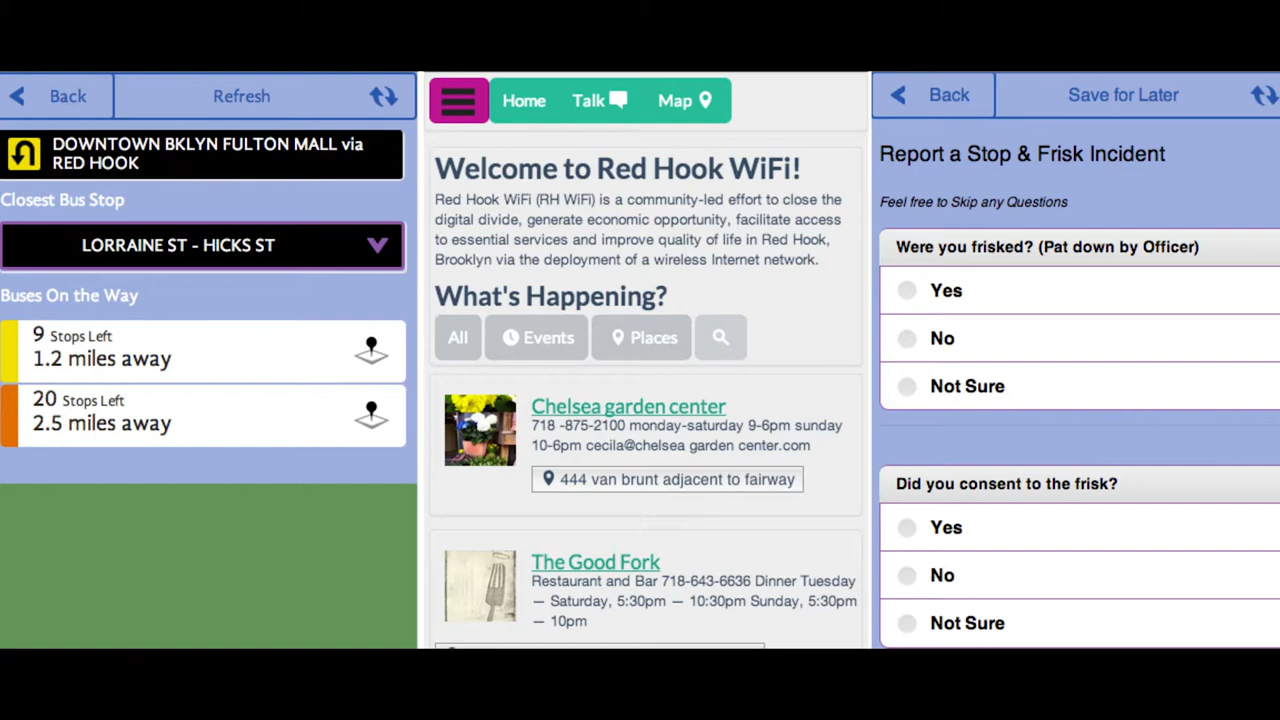 Back
Refresh
DOWNTOWN BKLYN FULTON MALL via
RED HOOK
Closest Bus Stop
LORRAINE ST - HICKS ST
Buses On the Way
9 Stops Left
1.2 miles away
20 Stops Left
2.5 miles away
Home Talk Map
Welcome to Red Hook WiFi!
Red Hook WiFi (RH WiFi) is a community-led effort to close the
digital divide, generate economic opportunity, facilitate access
to essential services and improve quality of life in Red Hook,
Brooklyn via the deployment of a wireless Internet network.
What's Happening?
All Events Places
Chelsea garden center
718 -875-2100 monday-saturday 9-6pm sunday
10-6pm cecila@chelsea garden center.com
444 van brunt adjacent to fairway
The Good Fork
Restaurant and Bar 718-643-6636 Dinner Tuesday
— Saturday, 5:30pm — 10:30pm Sunday, 5:30pm
— 10pm
Back
Save for Later
Report a Stop & Frisk Incident
Feel free to Skip any Questions
Were you frisked? (Pat down by Officer)
Yes
No
Not Sure
Did you consent to the frisk?
Yes
No
Not Sure